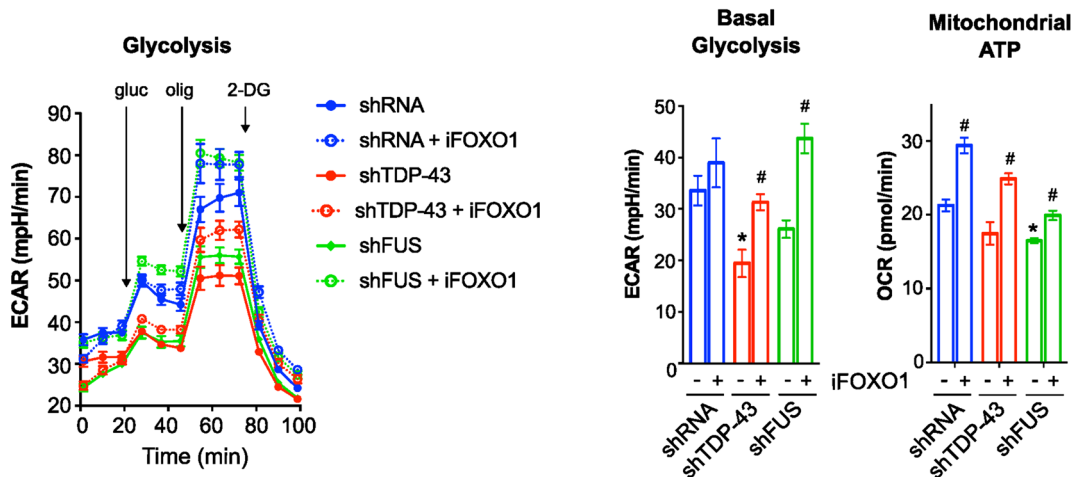 Glycolysis
gluc olig 2-DG
ECAR (mpH/min)
90
80
70
60
50
40
30
20
0 20 40 60 80 100
Time (min)
shRNA
shRNA + iFOXO1
shTDP-43
shTDP-43 + iFOXO1
shFUS
shFUS + iFOXO1
Basal
Glycolysis
ECAR (mpH/min)
50
40
30
20
10
0
* # #
- + - + - +
shRNA
shTDP-43
shFUS
iFOXO1
Mitochondrial
ATP
OCR (pmol/min)
30
20
10
0
# # * #
- + - + - +
shRNA
shTDP-43
shFUS